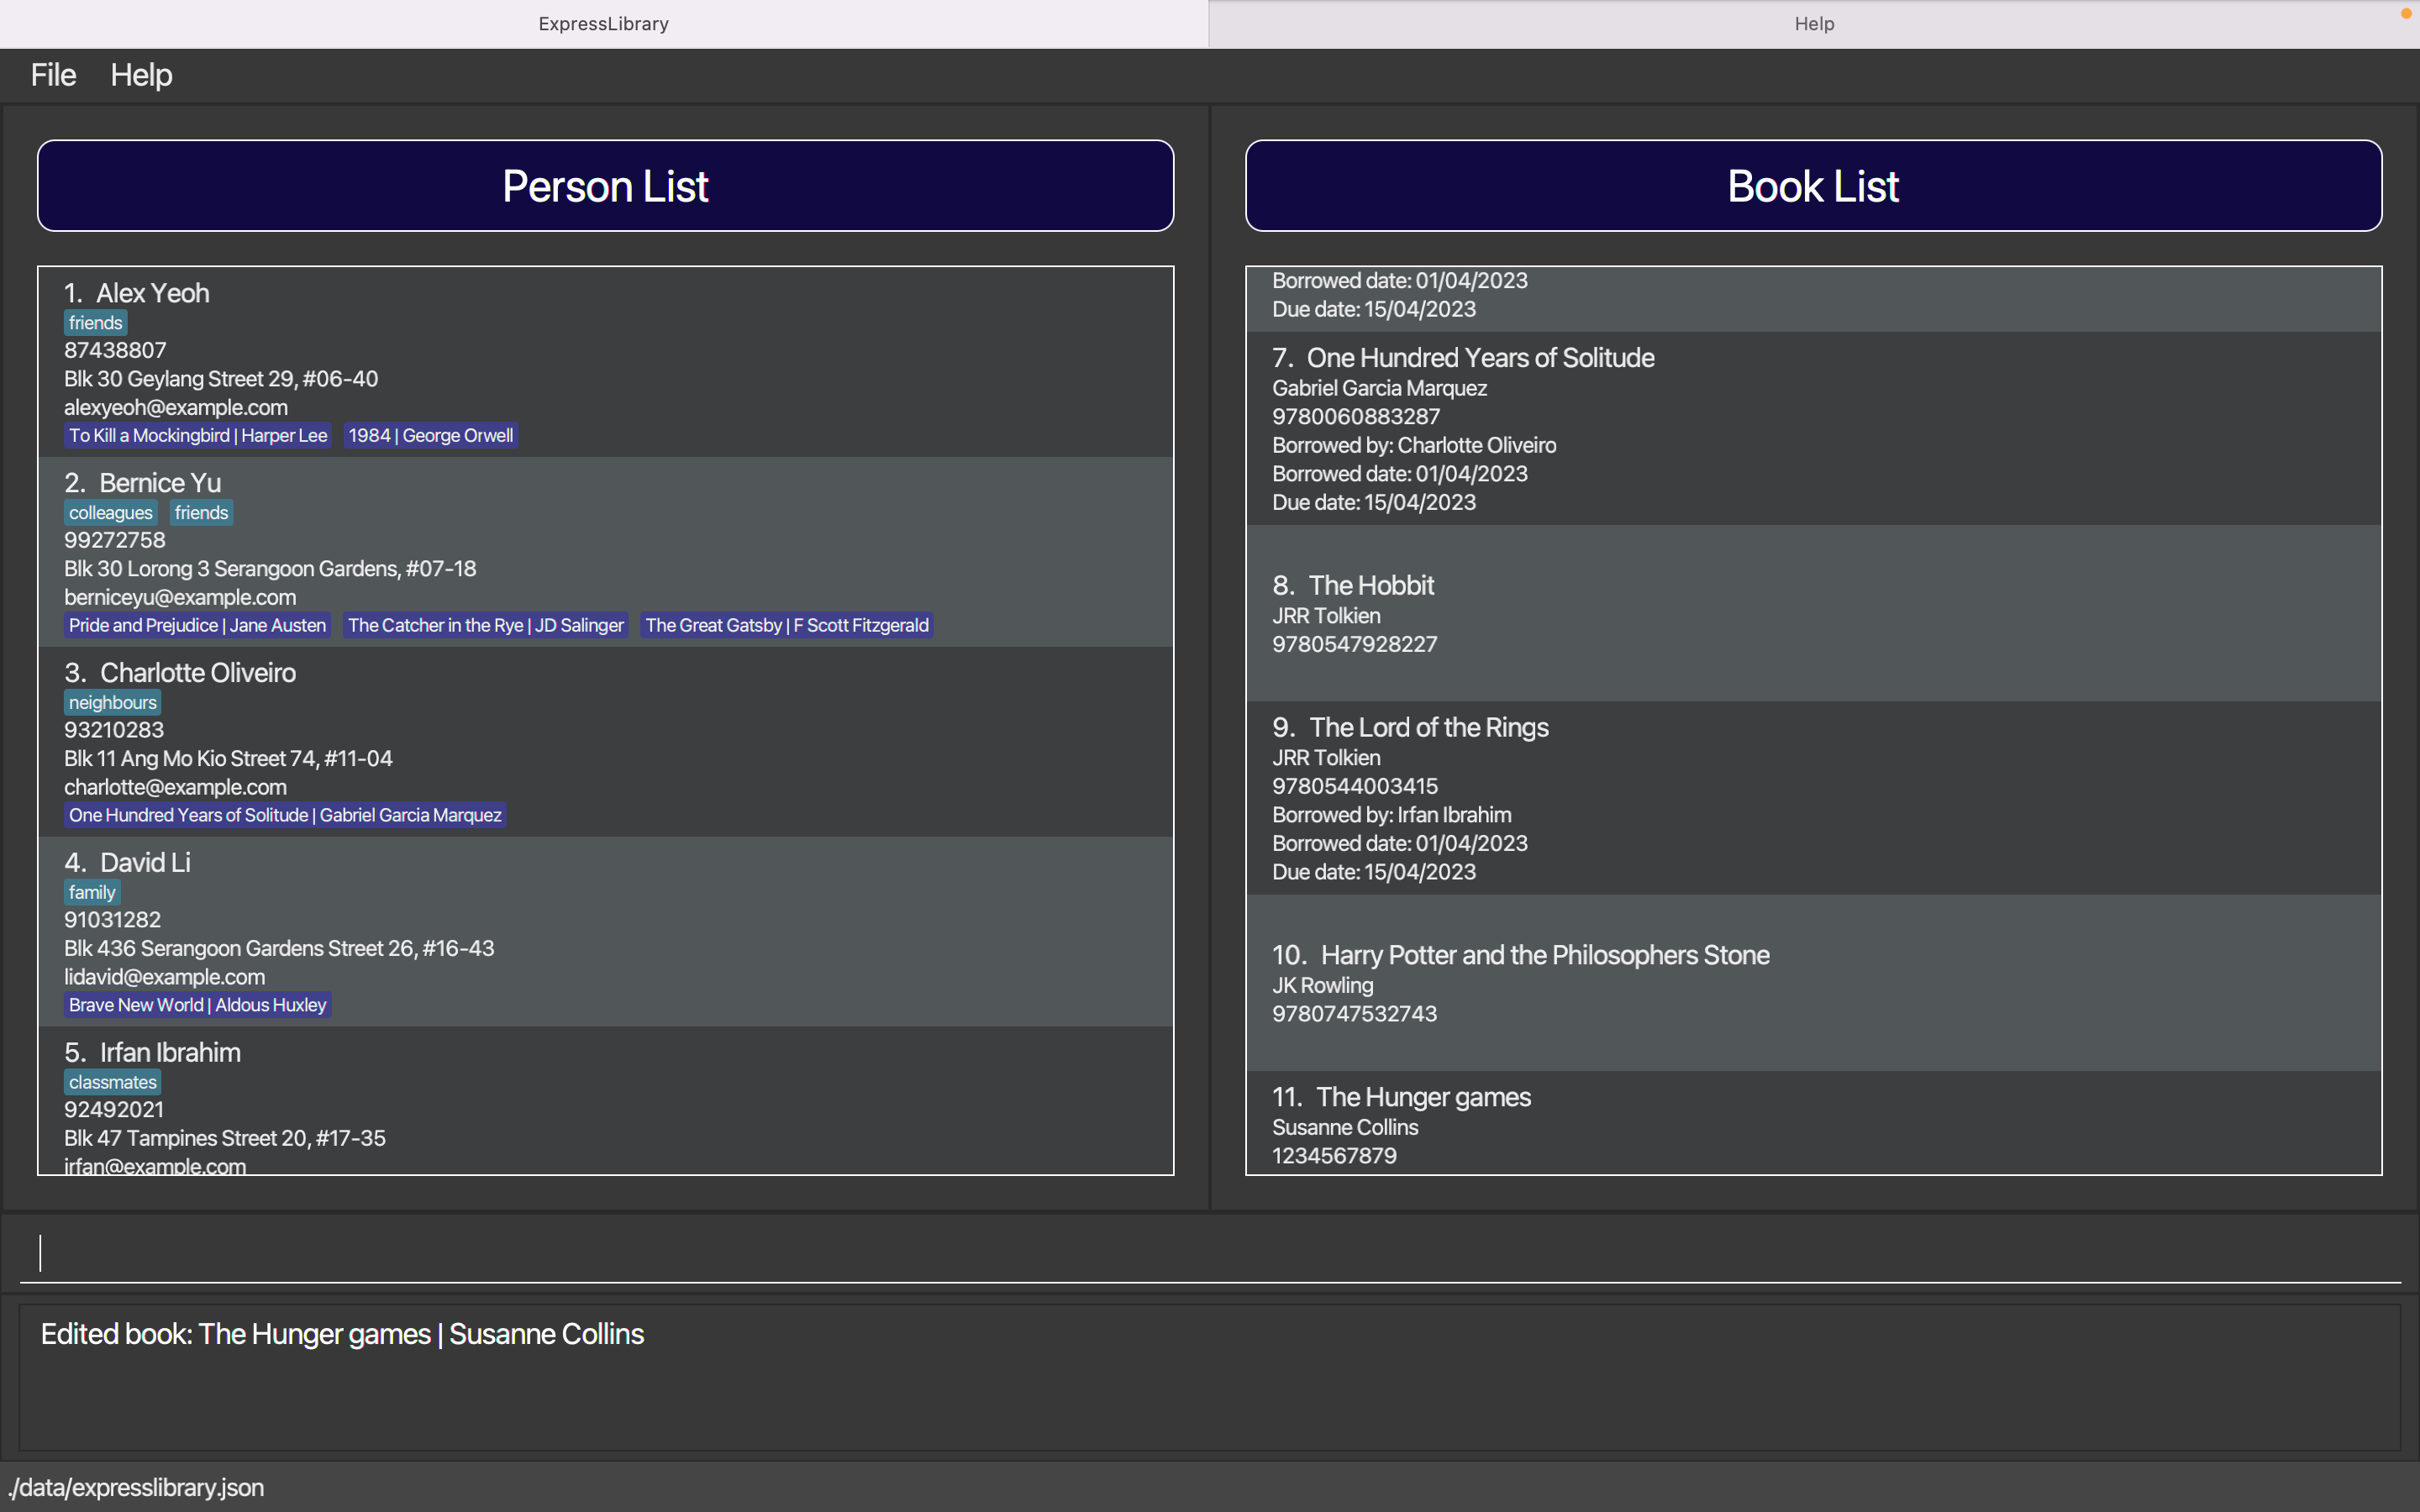 ExpressLibrary
Help
File Help
Person List
1. Alex Yeoh
friends
87438807
Blk 30 Geylang Street 29, #06-40
alexyeoh@example.com
To Kill a Mockingbird | Harper Lee 1984 | George Orwell
2. Bernice Yu
colleagues friends
99272758
Blk 30 Lorong 3 Serangoon Gardens, #07-18
berniceyu@example.com
Pride and Prejudice | Jane Austen The Catcher in the Rye | JD Salinger The Great Gatsby | F Scott Fitzgerald
3. Charlotte Oliveiro
neighbours
93210283
Blk 11 Ang Mo Kio Street 74, #11-04
charlotte@example.com
One Hundred Years of Solitude | Gabriel Garcia Marquez
4. David Li
family
91031282
Blk 436 Serangoon Gardens Street 26, #16-43
lidavid@example.com
Brave New World | Aldous Huxley
5. Irfan Ibrahim
classmates
92492021
Blk 47 Tampines Street 20, #17-35
irfan@example.com
Book List
Borrowed date: 01/04/2023
Due date: 15/04/2023
7. One Hundred Years of Solitude
Gabriel Garcia Marquez
9780060883287
Borrowed by: Charlotte Oliveiro
Borrowed date: 01/04/2023
Due date: 15/04/2023
8. The Hobbit
JRR Tolkien
9780547928227
9. The Lord of the Rings
JRR Tolkien
9780544003415
Borrowed by: Irfan Ibrahim
Borrowed date: 01/04/2023
Due date: 15/04/2023
10. Harry Potter and the Philosophers Stone
JK Rowling
9780747532743
11. The Hunger games
Susanne Collins
1234567879
Edited book: The Hunger games | Susanne Collins
./data/expresslibrary.json